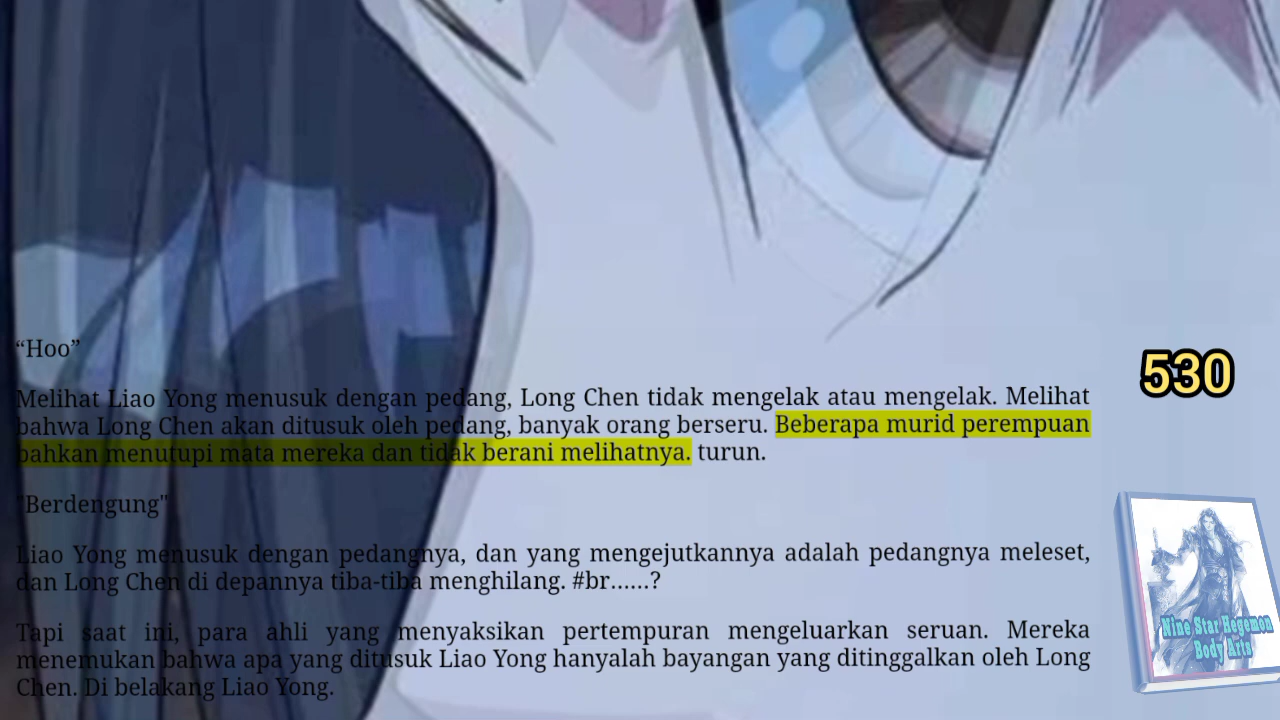 “Hoo”
Melihat Liao Yong menusuk dengan pedang, Long Chen tidak mengelak atau mengelak. Melihat
bahwa Long Chen akan ditusuk oleh pedang, banyak orang berseru. Beberapa murid perempuan
bahkan menutupi mata mereka dan tidak berani melihatnya. turun.
"Berdengung"
Liao Yong menusuk dengan pedangnya, dan yang mengejutkannya adalah pedangnya meleset,
dan Long Chen di depannya tiba-tiba menghilang. #br……?
Tapi saat ini, para ahli yang menyaksikan pertempuran mengeluarkan seruan. Mereka
menemukan bahwa apa yang ditusuk Liao Yong hanyalah bayangan yang ditinggalkan oleh Long
Chen. Di belakang Liao Yong.
530
Nine Star Hegemon
Body Arts